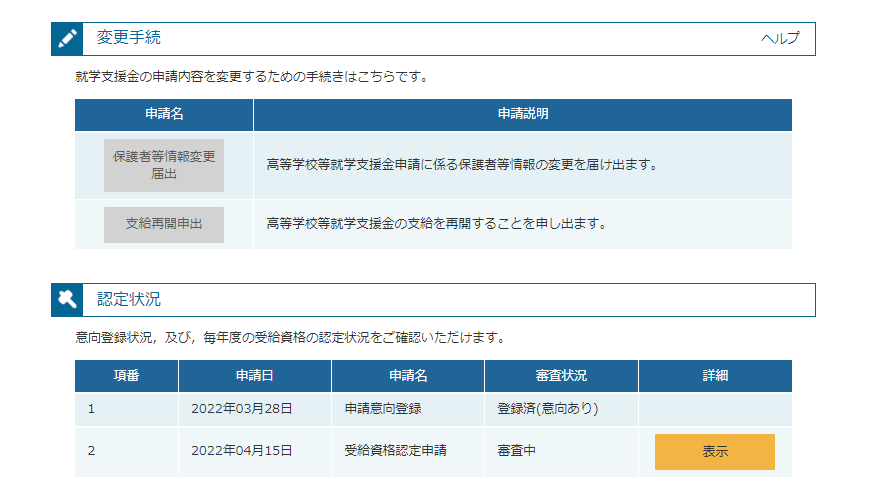 変更手続
ヘルプ
就学支援金の申請内容を変更するための手続きはこちらです。
申請名 申請説明
保護者等情報変更
届出
高等学校等就学支援金申請に係る保護者等情報の変更を届け出ます。
支給再開申出 高等学校等就学支援金の支給を再開することを申し出ます。
認定状況
意向登録状況，及び，毎年度の受給資格の認定状況をご確認いただけます。
項番 申請日 申請名 審査状況 詳細
1 2022年03月28日 申請意向登録 登録済(意向あり)
2 2022年04月15日 受給資格認定申請 審査中 表示